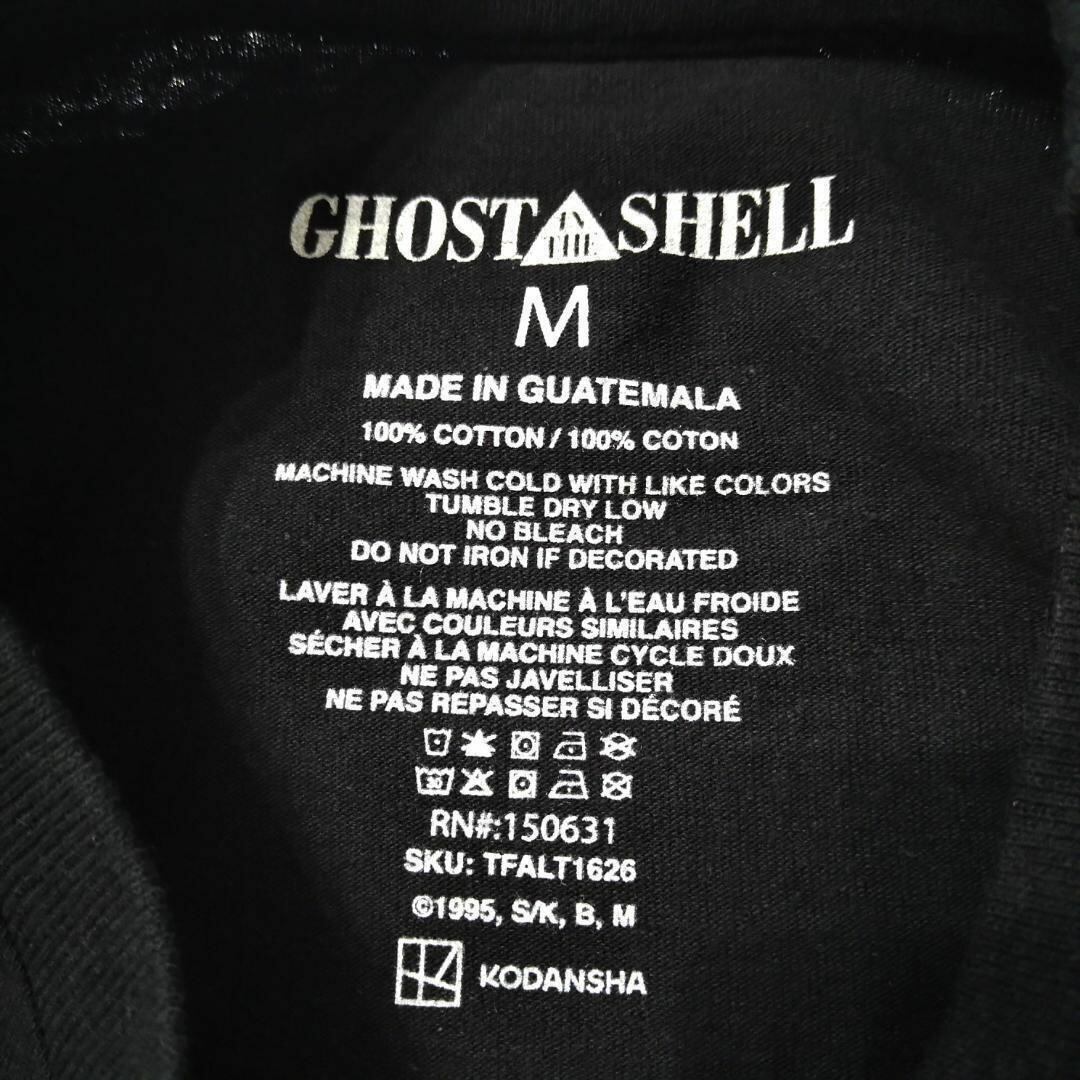 GHOST IN THE SHELL
M
MADE IN GUATEMALA
100% COTTON / 100% COTON
MACHINE WASH COLD WITH LIKE COLORS
TUMBLE DRY LOW
NO BLEACH
DO NOT IRON IF DECORATED
LAVER À LA MACHINE À L'EAU FROIDE
AVEC COULEURS SIMILAIRES
SÉCHER À LA MACHINE CYCLE DOUX
NE PAS JAVELLISER
NE PAS REPASSER SI DÉCORÉ
30
RN#:150631
SKU: TFALT1626
©1995, S/K, B, M
KODANSHA